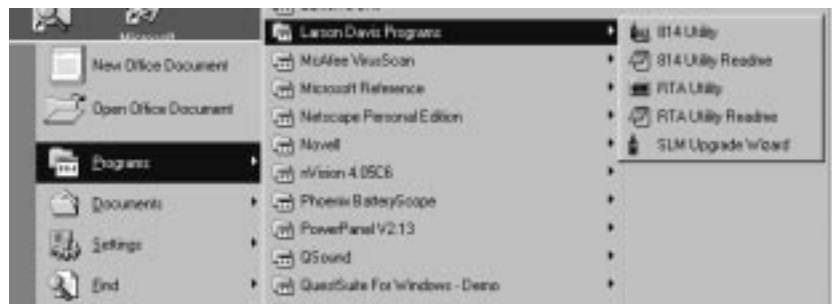 Microsoft
New Office Document
Open Office Document
Programs
Documents
Settings
Find
Larson Davis Programs
McAfee VirusScan
Microsoft Reference
Netscape Personal Edition
Novell
nVision 4.05C6
Phoenix BatteryScope
PowerPanel V2.13
QSound
QuestSuite For Windows - Demo
814 Utility
814 Utility Readme
RTA Utility
RTA Utility Readme
SLM Upgrade Wizard